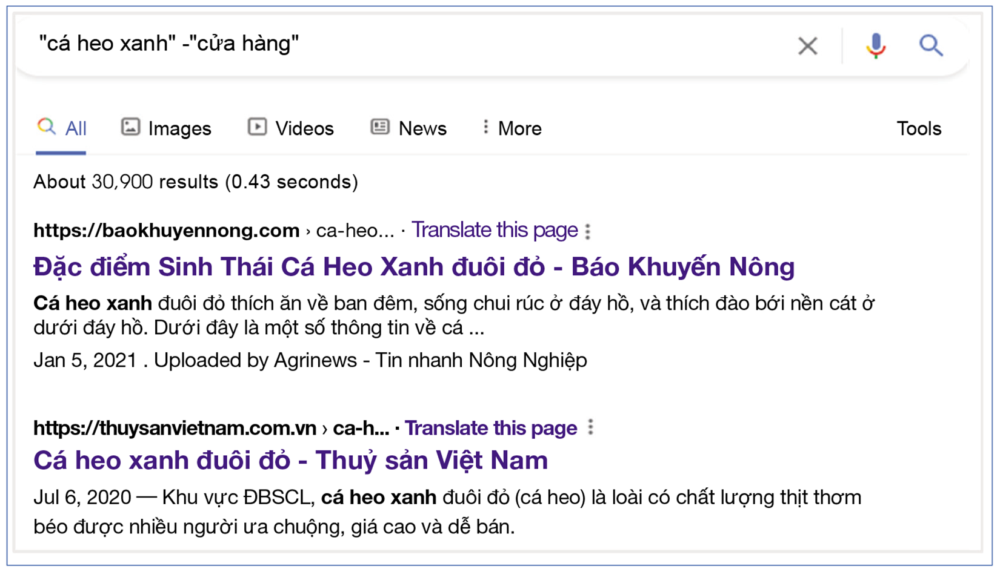 "cá heo xanh" -"cửa hàng"
All Images Videos News More Tools
About 30,900 results (0.43 seconds)
https://baokhuyennong.com › ca-heo... · Translate this page
Đặc điểm Sinh Thái Cá Heo Xanh đuôi đỏ - Báo Khuyến Nông
Cá heo xanh đuôi đỏ thích ăn về ban đêm, sống chui rúc ở đáy hồ, và thích đào bới nền cát ở
dưới đáy hồ. Dưới đây là một số thông tin về cá ...
Jan 5, 2021 . Uploaded by Agrinews - Tin nhanh Nông Nghiệp
https://thuysanvietnam.com.vn › ca-h... · Translate this page
Cá heo xanh đuôi đỏ - Thuỷ sản Việt Nam
Jul 6, 2020 — Khu vực ĐBSCL, cá heo xanh đuôi đỏ (cá heo) là loài có chất lượng thịt thơm
béo được nhiều người ưa chuộng, giá cao và dễ bán.